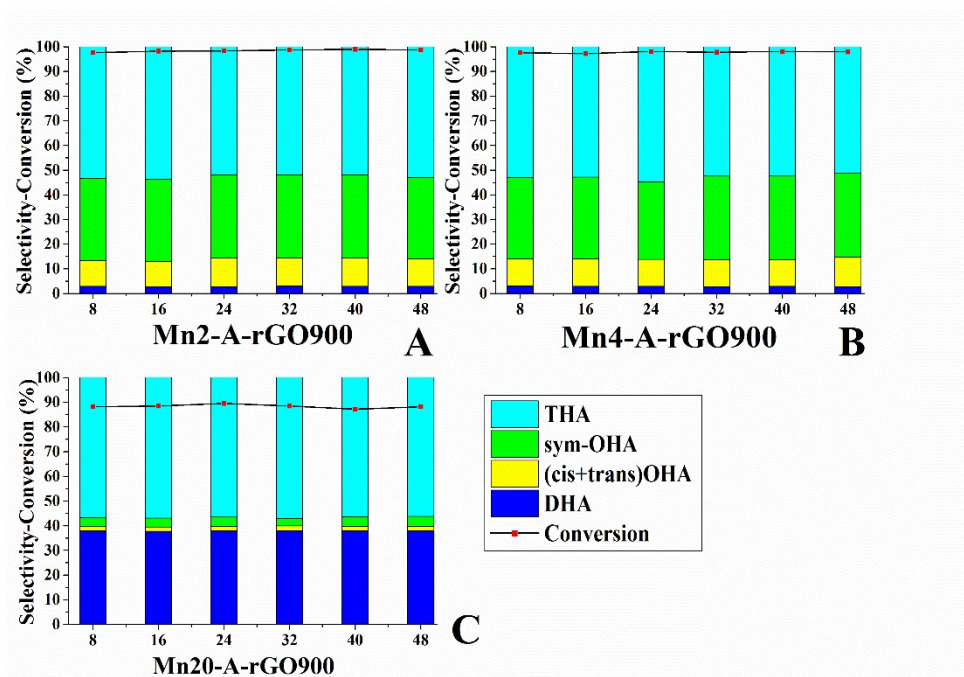 Selectivity-Conversion (%)
100
90
80
70
60
50
40
30
20
10
0
8 16 24 32 40 48
Mn2-A-rGO900
A
Selectivity-Conversion (%)
100
90
80
70
60
50
40
30
20
10
0
8 16 24 32 40 48
Mn4-A-rGO900
B
Selectivity-Conversion (%)
100
90
80
70
60
50
40
30
20
10
0
8 16 24 32 40 48
Mn20-A-rGO900
C
THA
sym-OHA
(cis+trans)OHA
DHA
Conversion